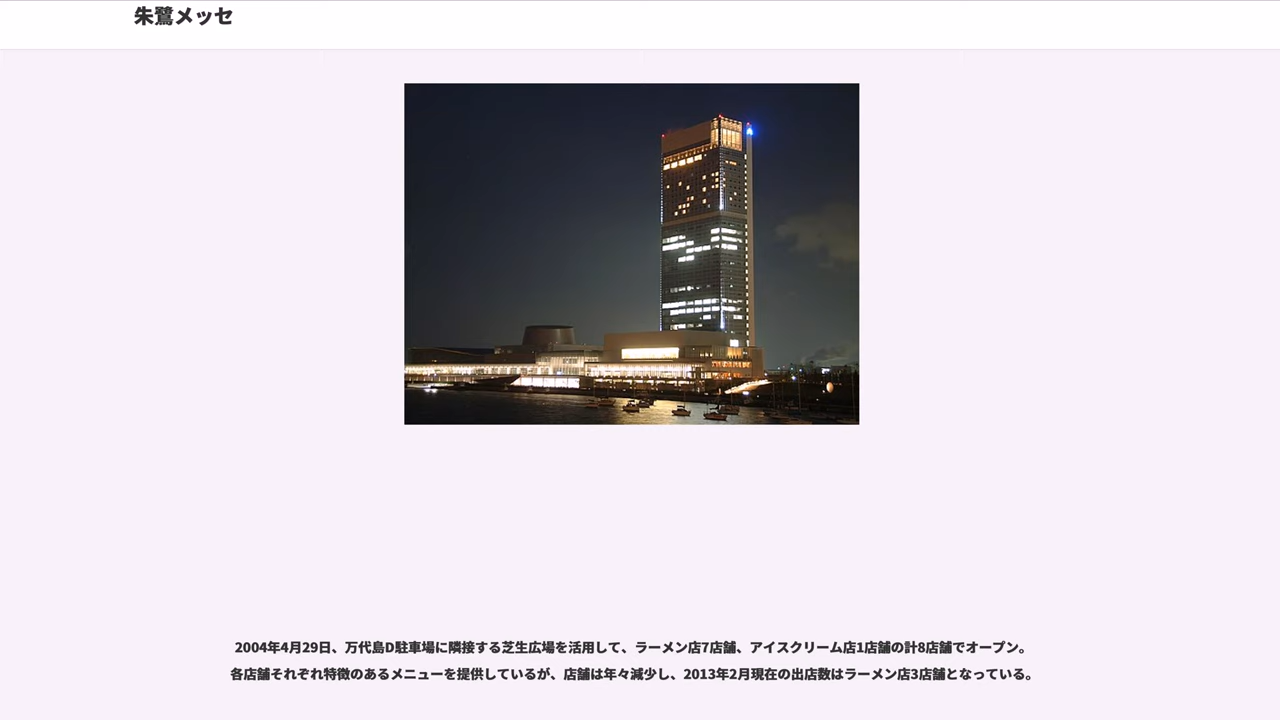 朱鷺メッセ
2004年4月29日、万代島D駐車場に隣接する芝生広場を活用して、ラーメン店7店舗、アイスクリーム店1店舗の計8店舗でオープン。
各店舗それぞれ特徴のあるメニューを提供しているが、店舗は年々減少し、2013年2月現在の出店数はラーメン店3店舗となっている。